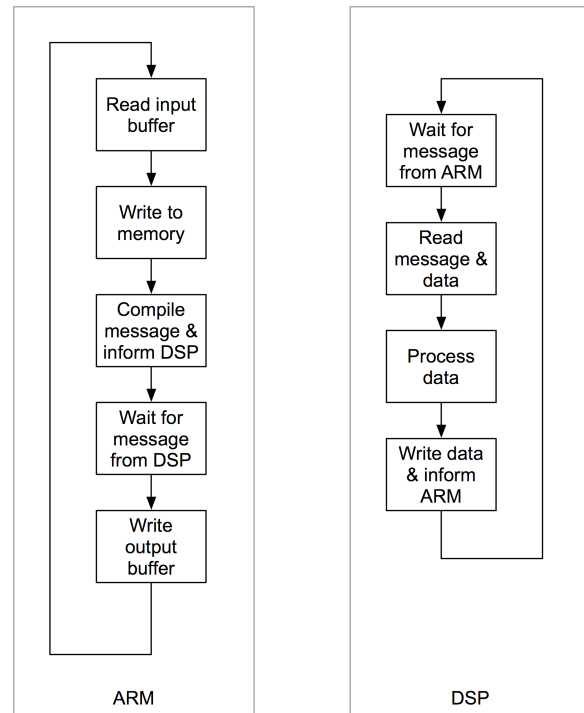 Read input
buffer
Write to
memory
Compile
message &
inform DSP
Wait for
message
from DSP
Write
output
buffer
ARM
Wait for
message
from ARM
Read
message &
data
Process
data
Write data
& inform
ARM
DSP